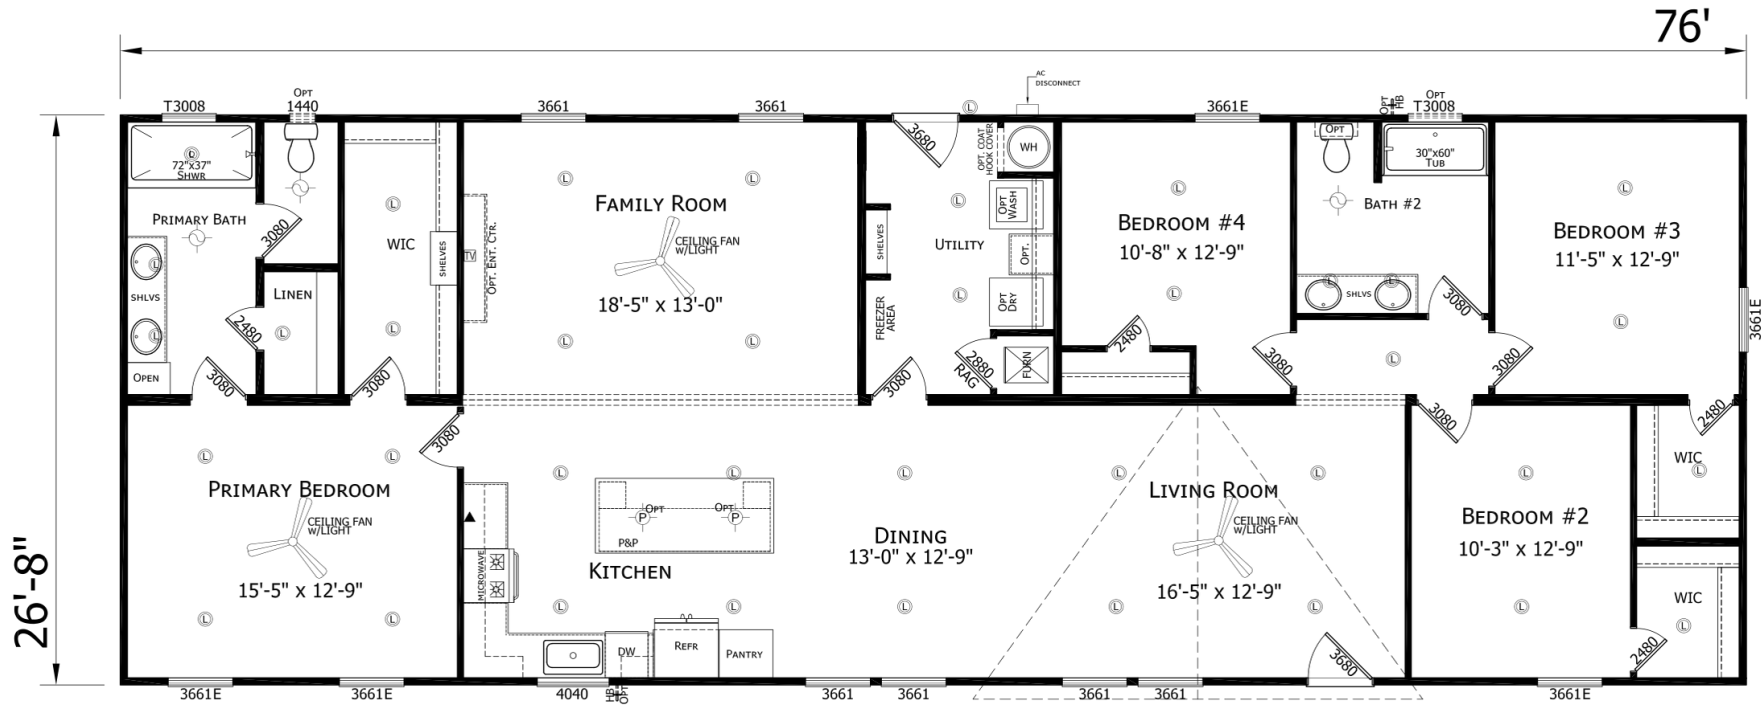 76'
AC
DISCONNECT
T3008
OPT
1440
3661
3661
L
3661E
OPT
HB
OPT
T3008
72"x37"
SHWR
L
OPT. COAT
HOOK COVER
WH
3680
OPT
30"x60"
TUB
L
L
L
L
L
L
OPT
WASH
PRIMARY BATH
3080
WIC
SHELVES
FAMILY ROOM
CEILING FAN
w/LIGHT
18'-5" x 13'-0"
TV
OPT. ENT. CTR.
SHELVES
UTILITY
OPT.
BEDROOM #4
10'-8" x 12'-9"
BATH #2
BEDROOM #3
11'-5" x 12'-9"
L
SHLVS
L
LINEN
L
2480
L
OPEN
3080
3080
L
L
FREEZER
AREA
L
OPT
DRY
L
2480
L
SHLVS
L
3080
L
3661E
2880
RAG
FURN
3080
3080
L
3080
3080
3080
2480
L
L
L
L
L
L
L
L
WIC
L
PRIMARY BEDROOM
CEILING FAN
w/LIGHT
15'-5" x 12'-9"
OPT
P
OPT
P
P&P
KITCHEN
MICROWAVE
DINING
13'-0" x 12'-9"
LIVING ROOM
CEILING FAN
w/LIGHT
16'-5" x 12'-9"
BEDROOM #2
10'-3" x 12'-9"
26'-8"
L
L
L
L
L
L
L
WIC
L
DW
REFR
PANTRY
3680
2480
3661E
3661E
4040
HB
OPT
3661
3661
3661
3661
3661E